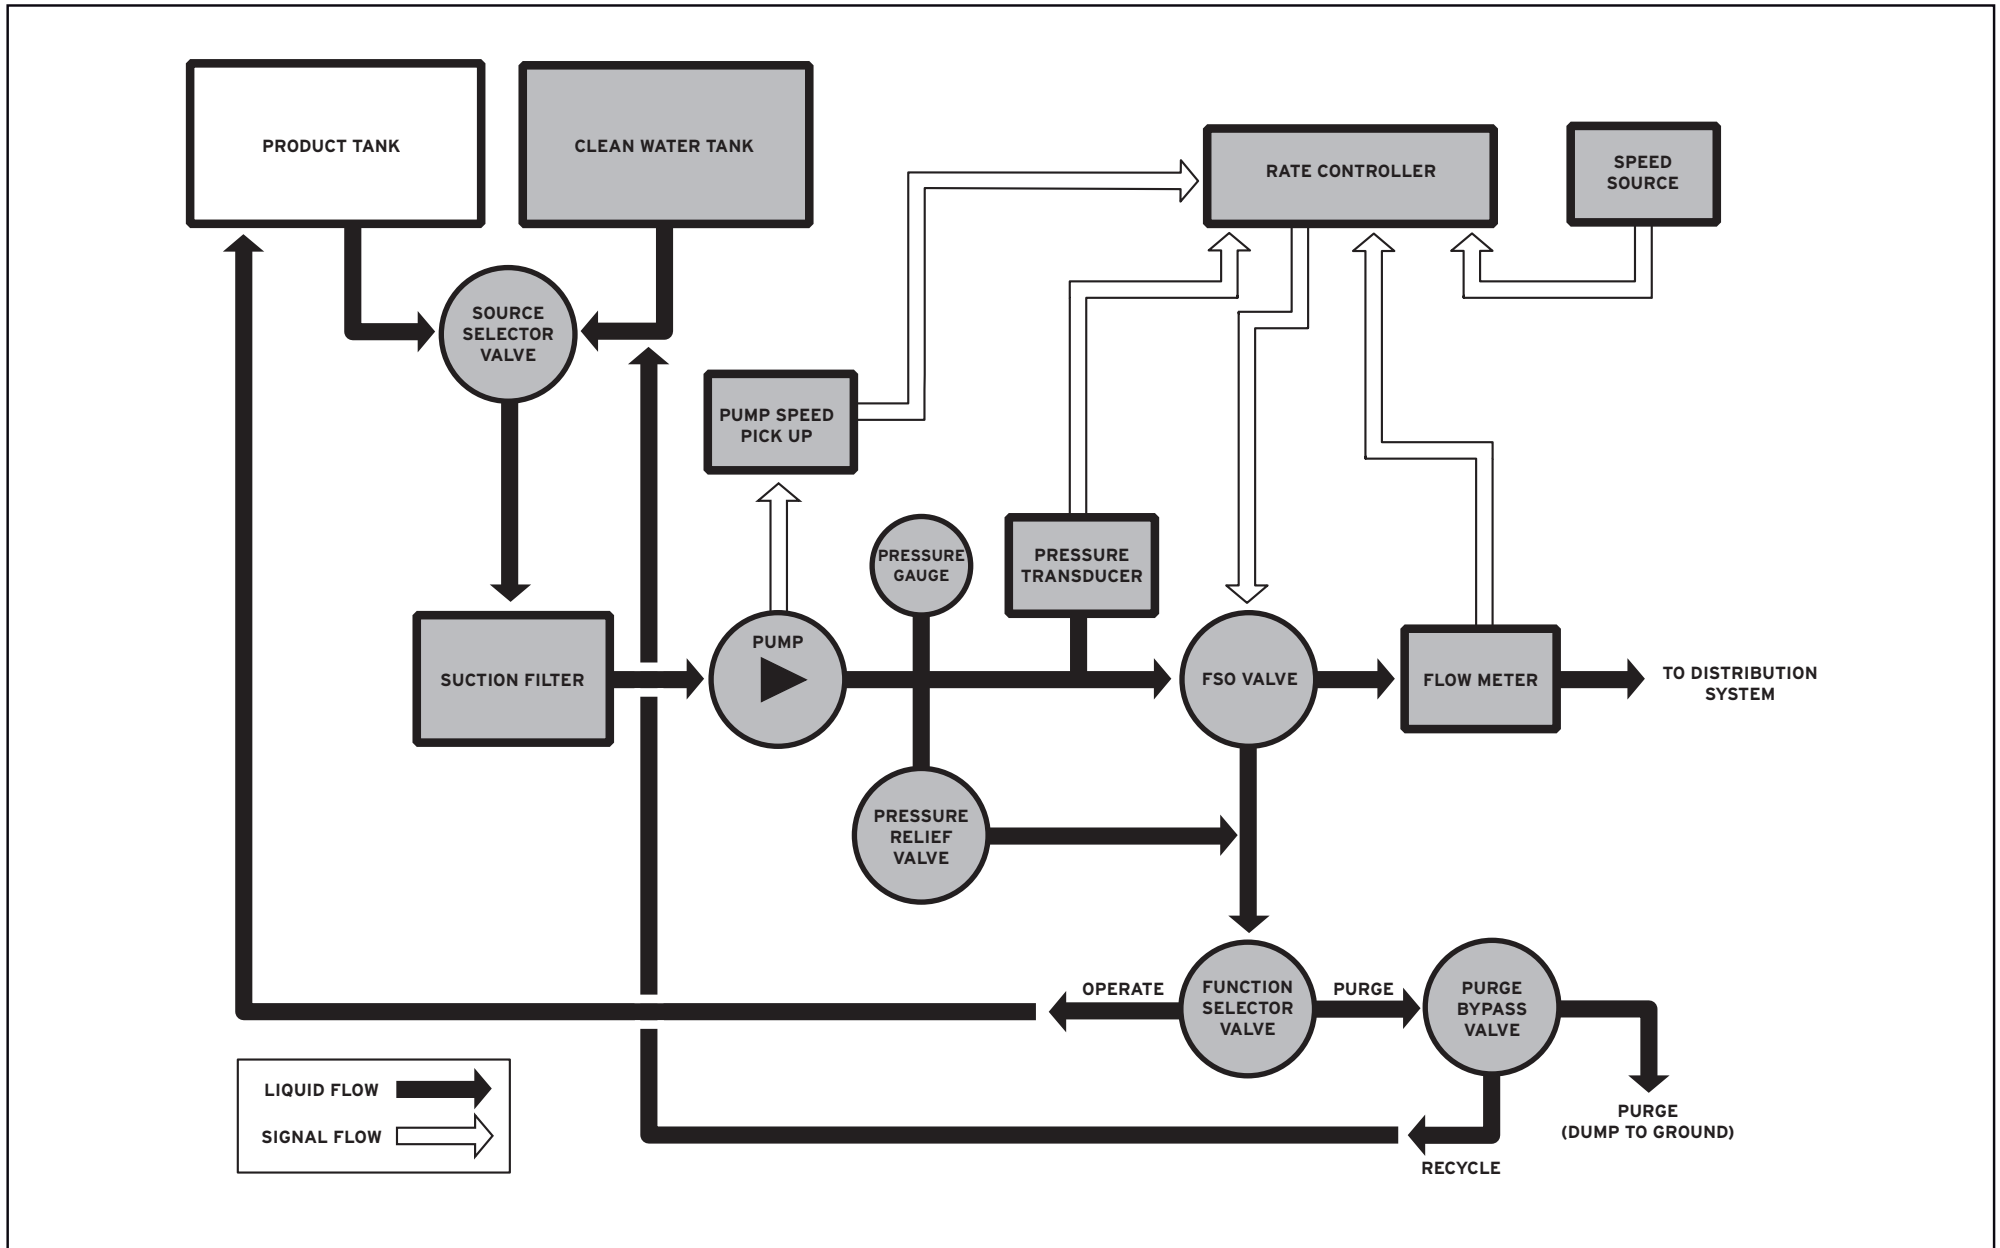 PRODUCT TANK
CLEAN WATER TANK
RATE CONTROLLER
SPEED
SOURCE
SOURCE
SELECTOR
VALVE
PUMP SPEED
PICK UP
PRESSURE
GAUGE
PRESSURE
TRANSDUCER
SUCTION FILTER
PUMP
FSO VALVE
FLOW METER
TO DISTRIBUTION
SYSTEM
PRESSURE
RELIEF
VALVE
OPERATE
FUNCTION
SELECTOR
VALVE
PURGE
PURGE
BYPASS
VALVE
LIQUID FLOW
SIGNAL FLOW
PURGE
(DUMP TO GROUND)
RECYCLE